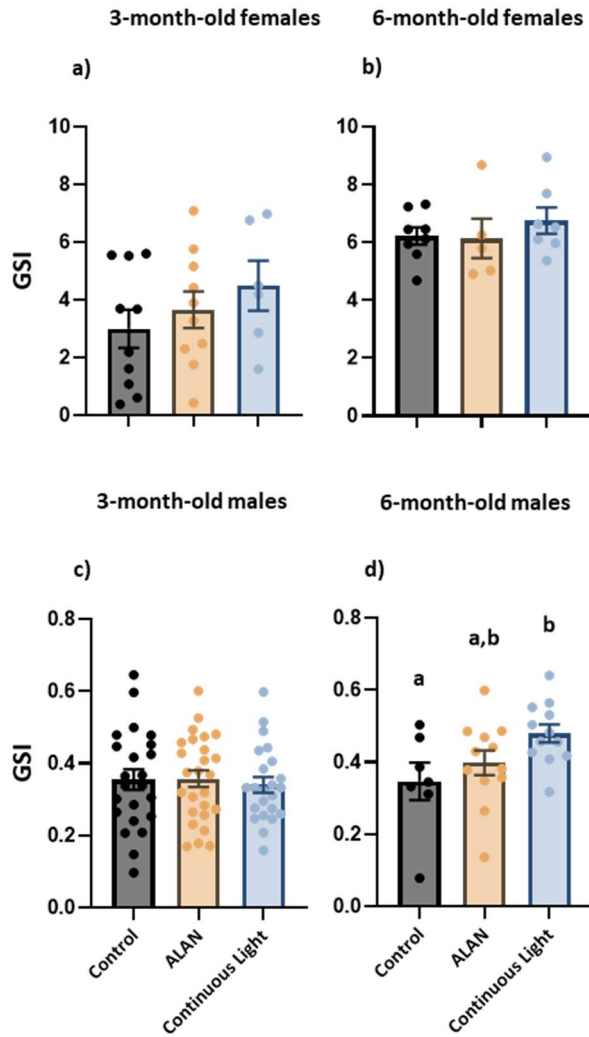 3-month-old females
6-month-old females
a)
b)
10
8
6
4
2
0
GSI
10
8
6
4
2
0
3-month-old males
6-month-old males
c)
d)
0.8
0.6
0.4
0.2
0.0
GSI
0.8
0.6
0.4
0.2
0.0
a
a,b
b
Control
ALAN
Continuous Light
Control
ALAN
Continuous Light